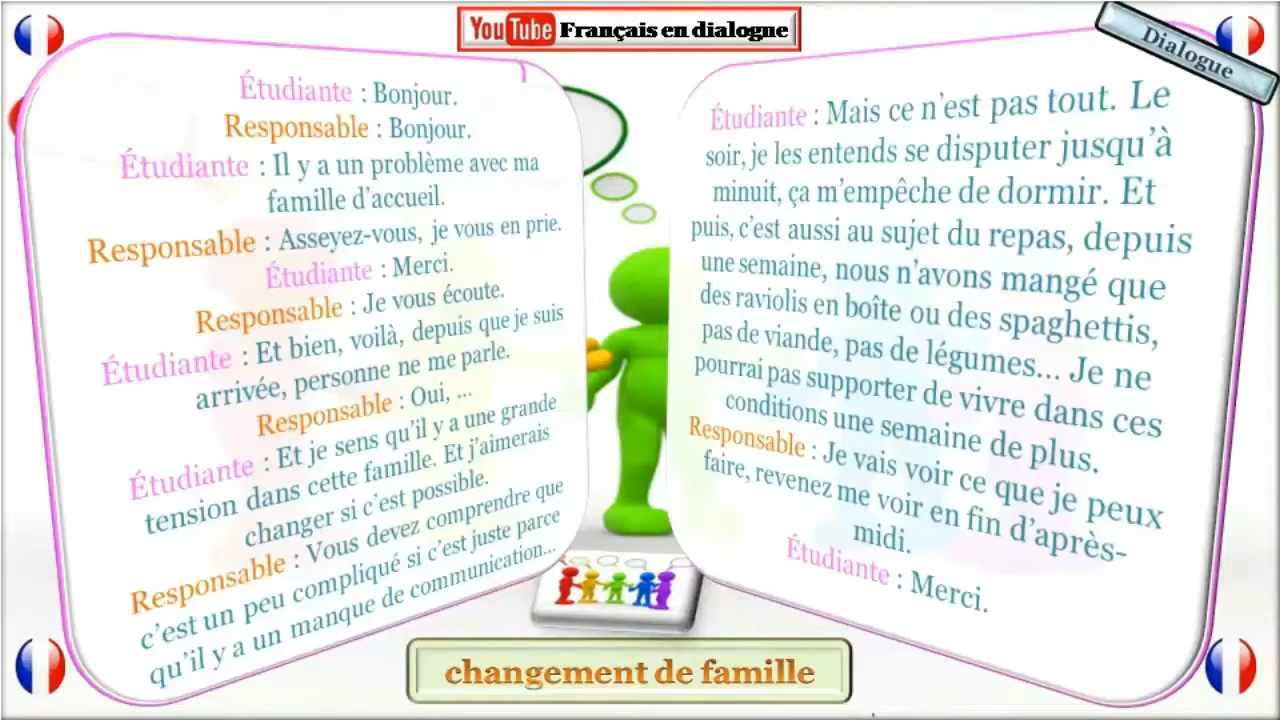 YouTube Français en dialogue
Dialogue
Étudiante : Bonjour.
Responsable : Bonjour.
Étudiante : Il y a un problème avec ma
famille d'accueil.
Responsable : Asseyez-vous, je vous en prie.
Étudiante : Merci.
Responsable : Je vous écoute.
Étudiante : Et bien, voilà, depuis que je suis
arrivée, personne ne me parle.
Responsable : Oui, ...
Étudiante : Et je sens qu'il y a une grande
tension dans cette famille. Et j'aimerais
changer si c'est possible.
Responsable : Vous devez comprendre que
c'est un peu compliqué si c'est juste parce
qu'il y a un manque de communication...
Étudiante : Mais ce n'est pas tout. Le
soir, je les entends se disputer jusqu'à
minuit, ça m'empêche de dormir. Et
puis, c'est aussi au sujet du repas, depuis
une semaine, nous n'avons mangé que
des raviolis en boîte ou des spaghettis,
pas de viande, pas de légumes... Je ne
pourrai pas supporter de vivre dans ces
conditions une semaine de plus.
Responsable : Je vais voir ce que je peux
faire, revenez me voir en fin d'après-
midi.
Étudiante : Merci.
changement de famille